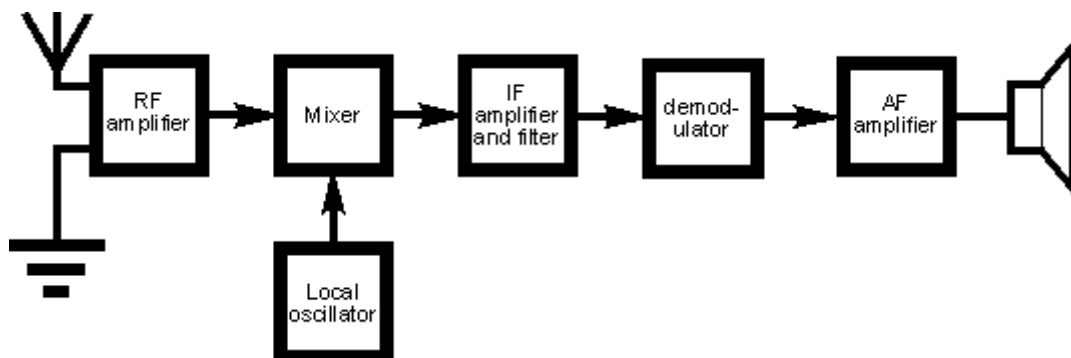 RF
amplifier
Mixer
IF
amplifier
and filter
demod-
ulator
AF
amplifier
Local
oscillator